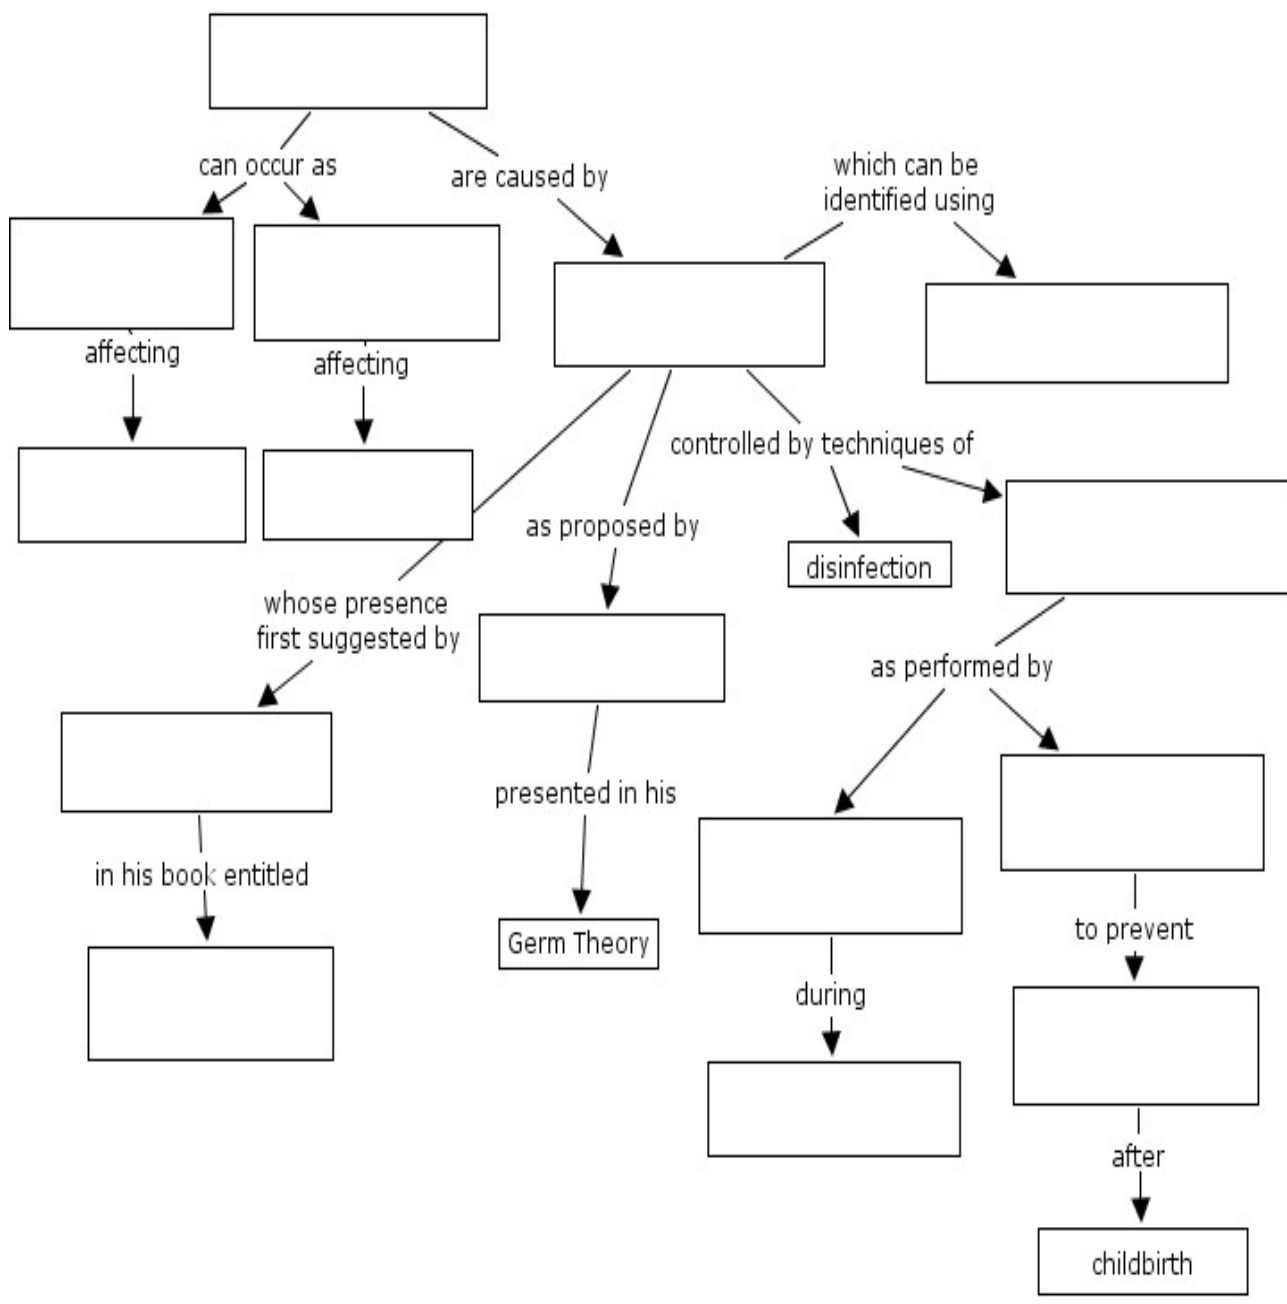 can occur as
are caused by
which can be
identified using
affecting
affecting
controlled by techniques of
as proposed by
disinfection
whose presence
first suggested by
as performed by
presented in his
in his book entitled
Germ Theory
to prevent
during
after
childbirth